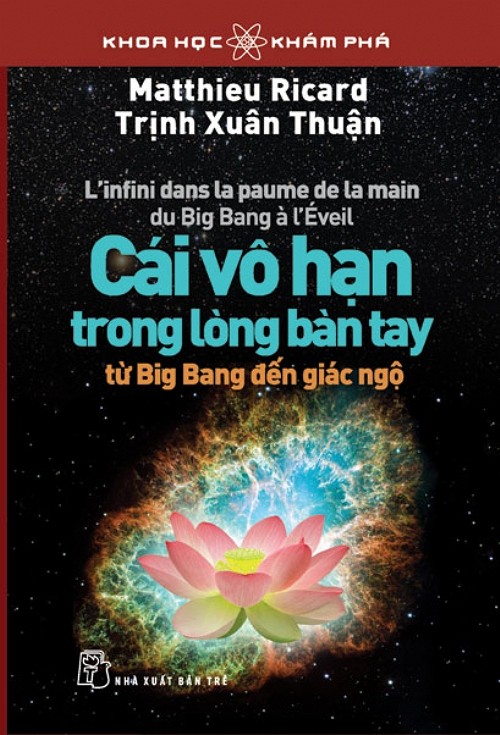 KHOA HỌC KHÁM PHÁ
Matthieu Ricard
Trịnh Xuân Thuận
L'infini dans la paume de la main
du Big Bang à l'Éveil
Cái vô hạn
trong lòng bàn tay
từ Big Bang đến giác ngộ
NHÀ XUẤT BẢN TRẺ